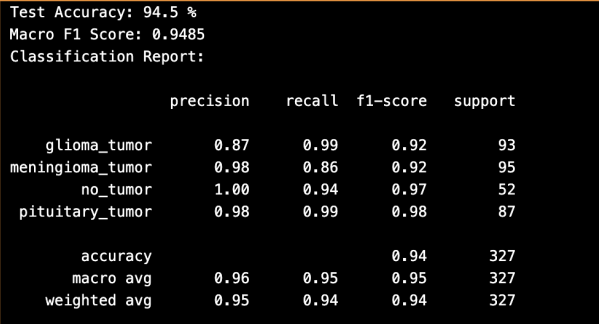 Test Accuracy: 94.5 %
Macro F1 Score: 0.9485
Classification Report:
precision recall f1-score support
glioma_tumor 0.87 0.99 0.92 93
meningioma_tumor 0.98 0.86 0.92 95
no_tumor 1.00 0.94 0.97 52
pituitary_tumor 0.98 0.99 0.98 87
accuracy 0.94 327
macro avg 0.96 0.95 0.95 327
weighted avg 0.95 0.94 0.94 327